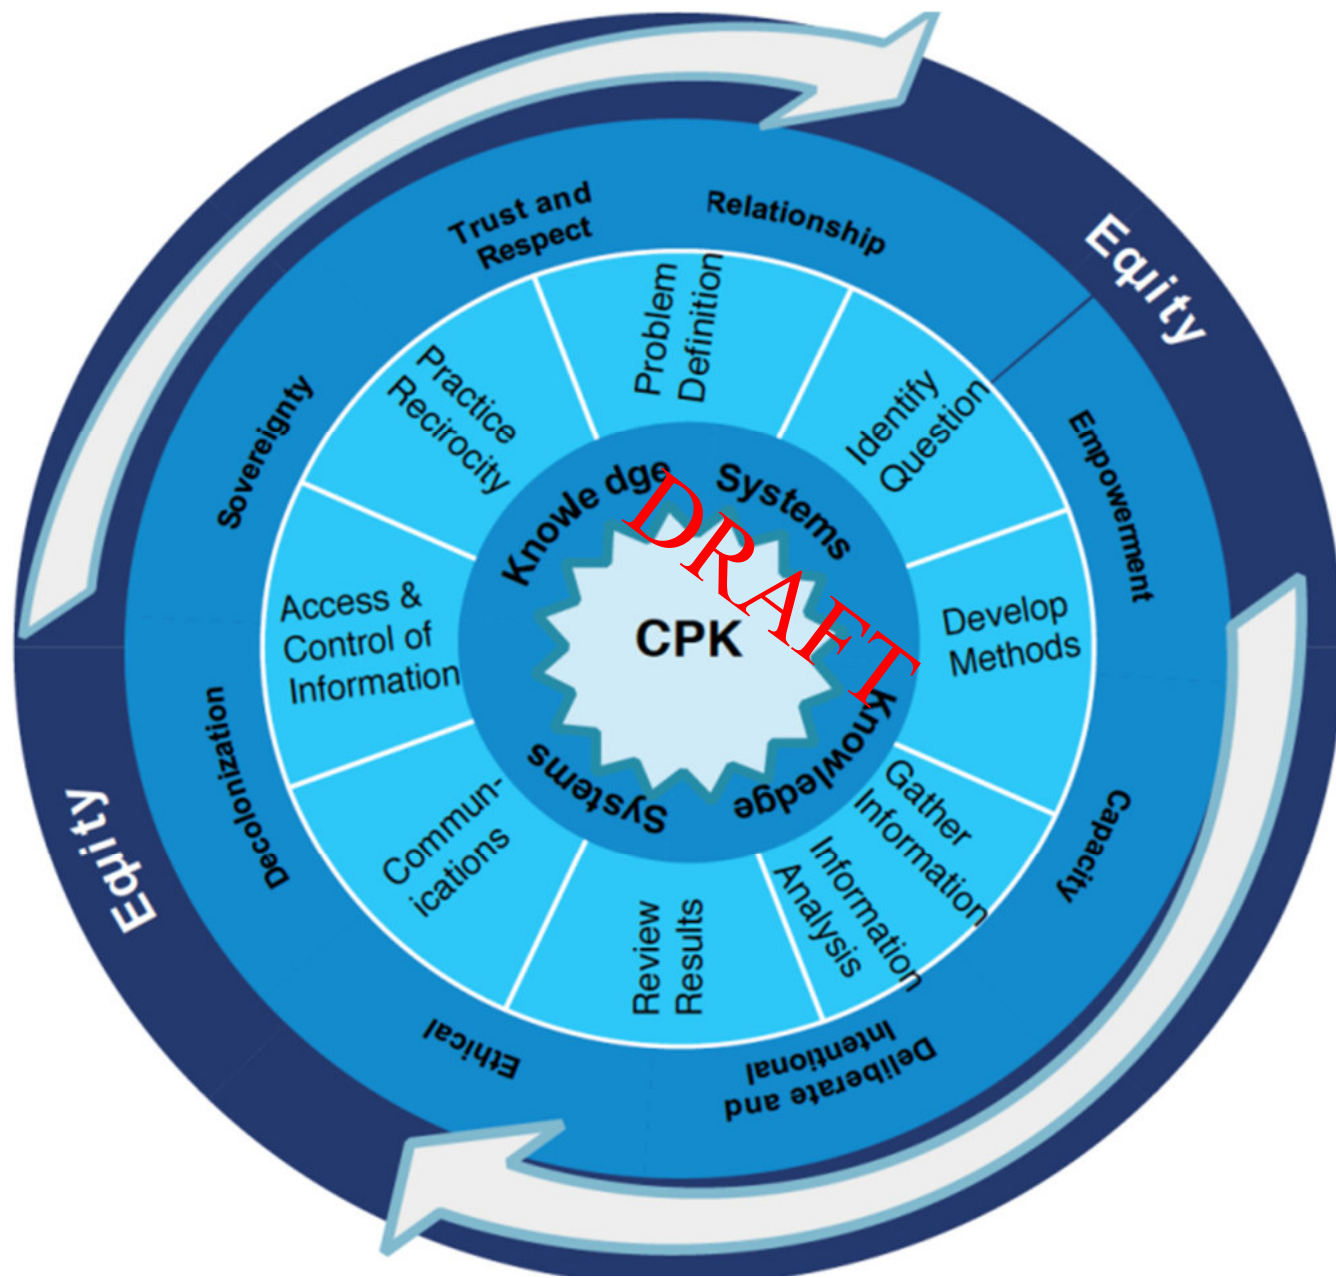 Equity
Equity
Trust and
Respect
Relationship
Empowerment
Capacity
Deliberate and
Intentional
Ethical
Decolonization
Sovereignty
Problem
Definition
Identify
Question
Develop
Methods
Gather
Information
Information
Analysis
Review
Results
Commun-
ications
Access &
Control of
Information
Practice
Recirocity
Knowledge Systems
Knowledge Systems
CPK
DRAFT